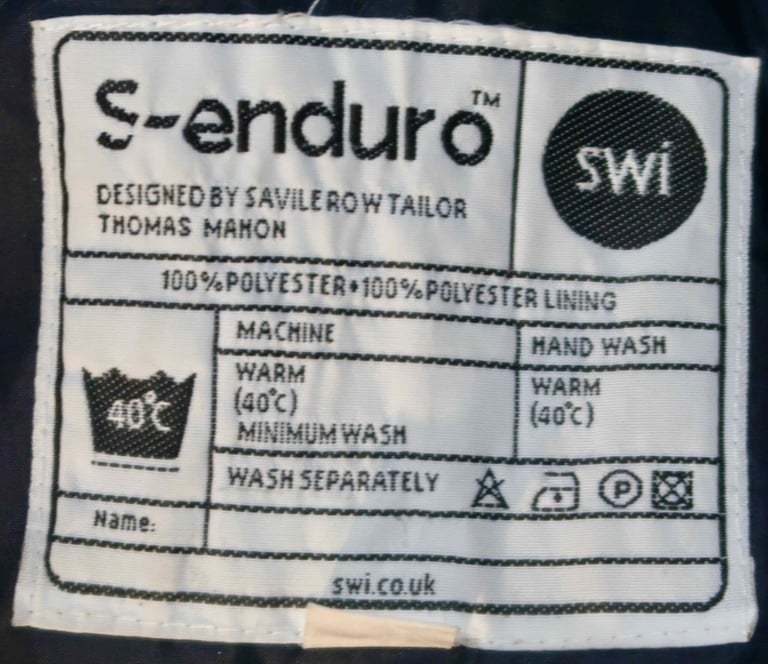 S-enduro™
swi
DESIGNED BY SAVILE ROW TAILOR
THOMAS MAHON
100% POLYESTER • 100% POLYESTER LINING
40°C
MACHINE
WARM
(40°C)
MINIMUM WASH
HAND WASH
WARM
(40°C)
WASH SEPARATELY
P
Name:
swi.co.uk